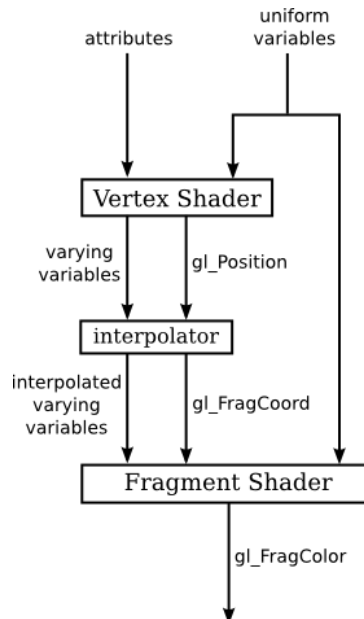 uniform
variables
attributes
Vertex Shader
varying
variables
gl_Position
interpolator
interpolated
varying
variables
gl_FragCoord
Fragment Shader
gl_FragColor